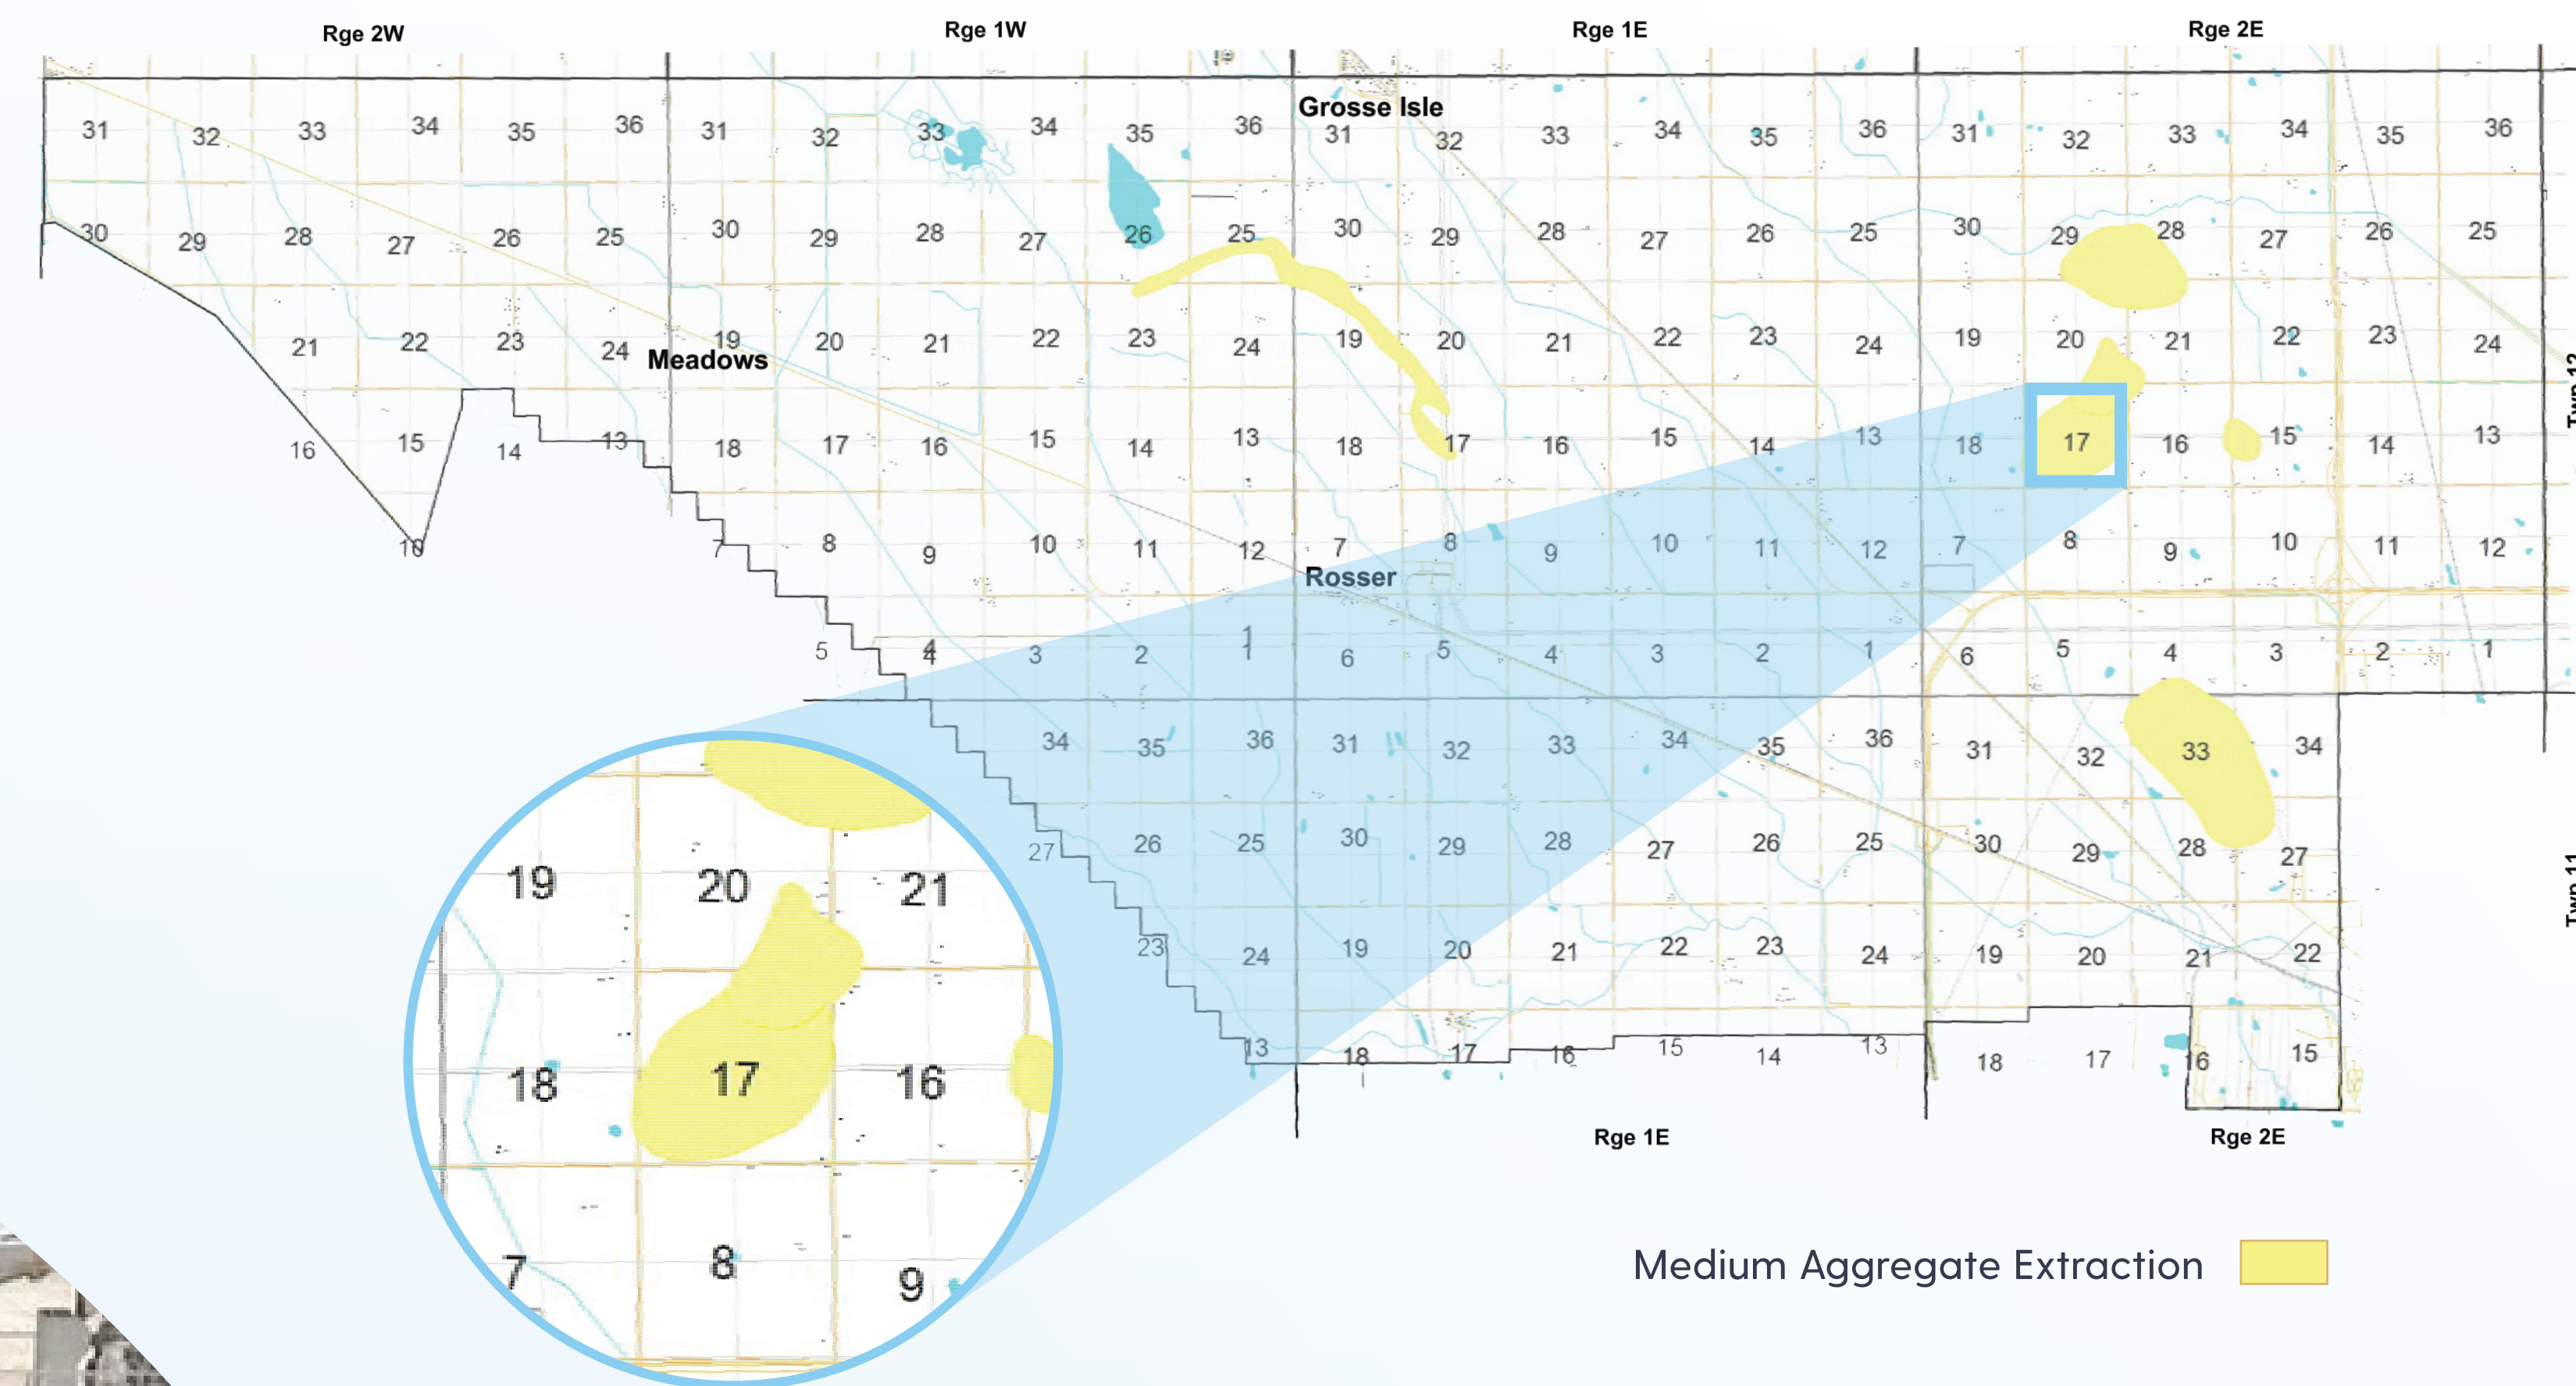 Rge 2W Rge 1W Rge 1E Rge 2E
Grosse Isle
31 32 33 34 35 36 31 32 33 34 35 36 31 32 33 34 35 36 31 32 33 34 35 36
30 29 28 27 26 25 30 29 28 27 26 25 30 29 28 27 26 25 30 29 28 27 26 25
21 22 23 24 19 20 21 22 23 24 19 20 21 22 23 24 19 20 21 22 23 24
Meadows
16 15 14 13 18 17 16 15 14 13 18 17 16 15 14 13 18 17 16 15 14 13
10 7 8 9 10 11 12 7 8 9 10 11 12 7 8 9 10 11 12
Rosser
5 4 3 2 1 6 5 4 3 2 1 6 5 4 3 2 1
34 35 36 31 32 33 34 35 36 31 32 33 34
27 26 25 30 29 28 27 26 25 30 29 28 27
23 24 19 20 21 22 23 24 19 20 21 22
13 18 17 16 15 14 13 18 17 16 15
Rge 1E Rge 2E
19 20 21
18 17 16
7 8 9
Medium Aggregate Extraction